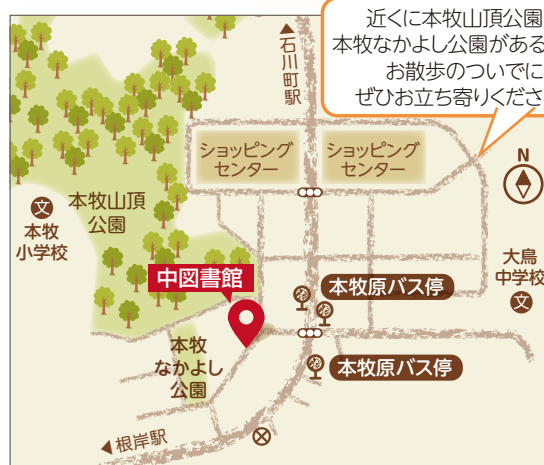 近くに本牧山頂公園
本牧なかよし公園がある
お散歩のついでに
ぜひお立ち寄りくださ
石川町駅
ショッピング
センター
ショッピング
センター
N
文
本牧
小学校
本牧山頂
公園
大鳥
中学校
文
中図書館
本牧原バス停
本牧
なかよし
公園
本牧原バス停
根岸駅